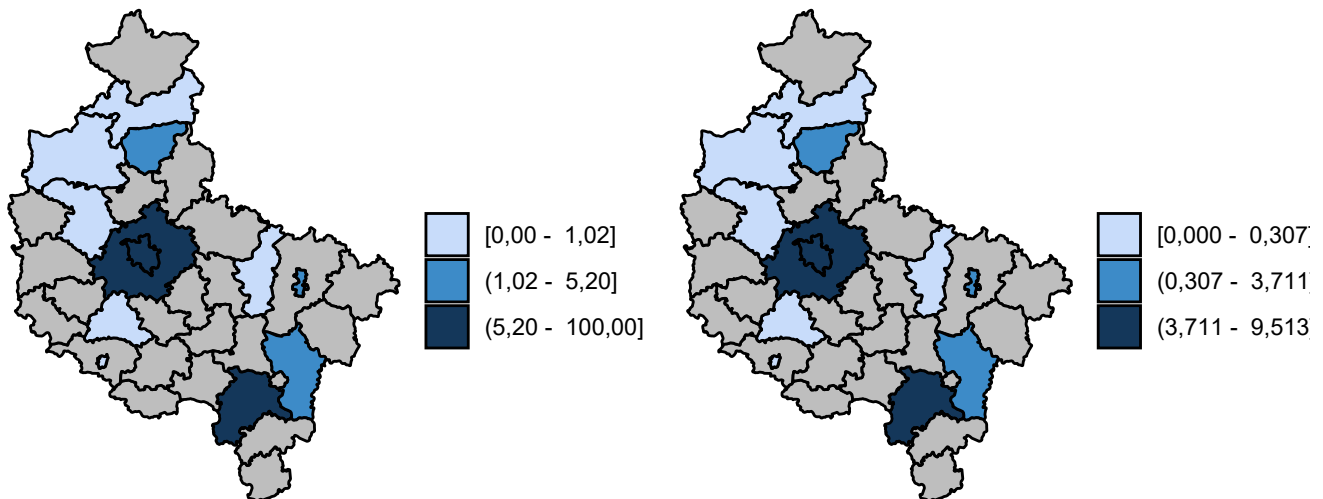 [0,00 - 1,02]
(1,02 - 5,20]
(5,20 - 100,00]
[0,000 - 0,307]
(0,307 - 3,711]
(3,711 - 9,513]